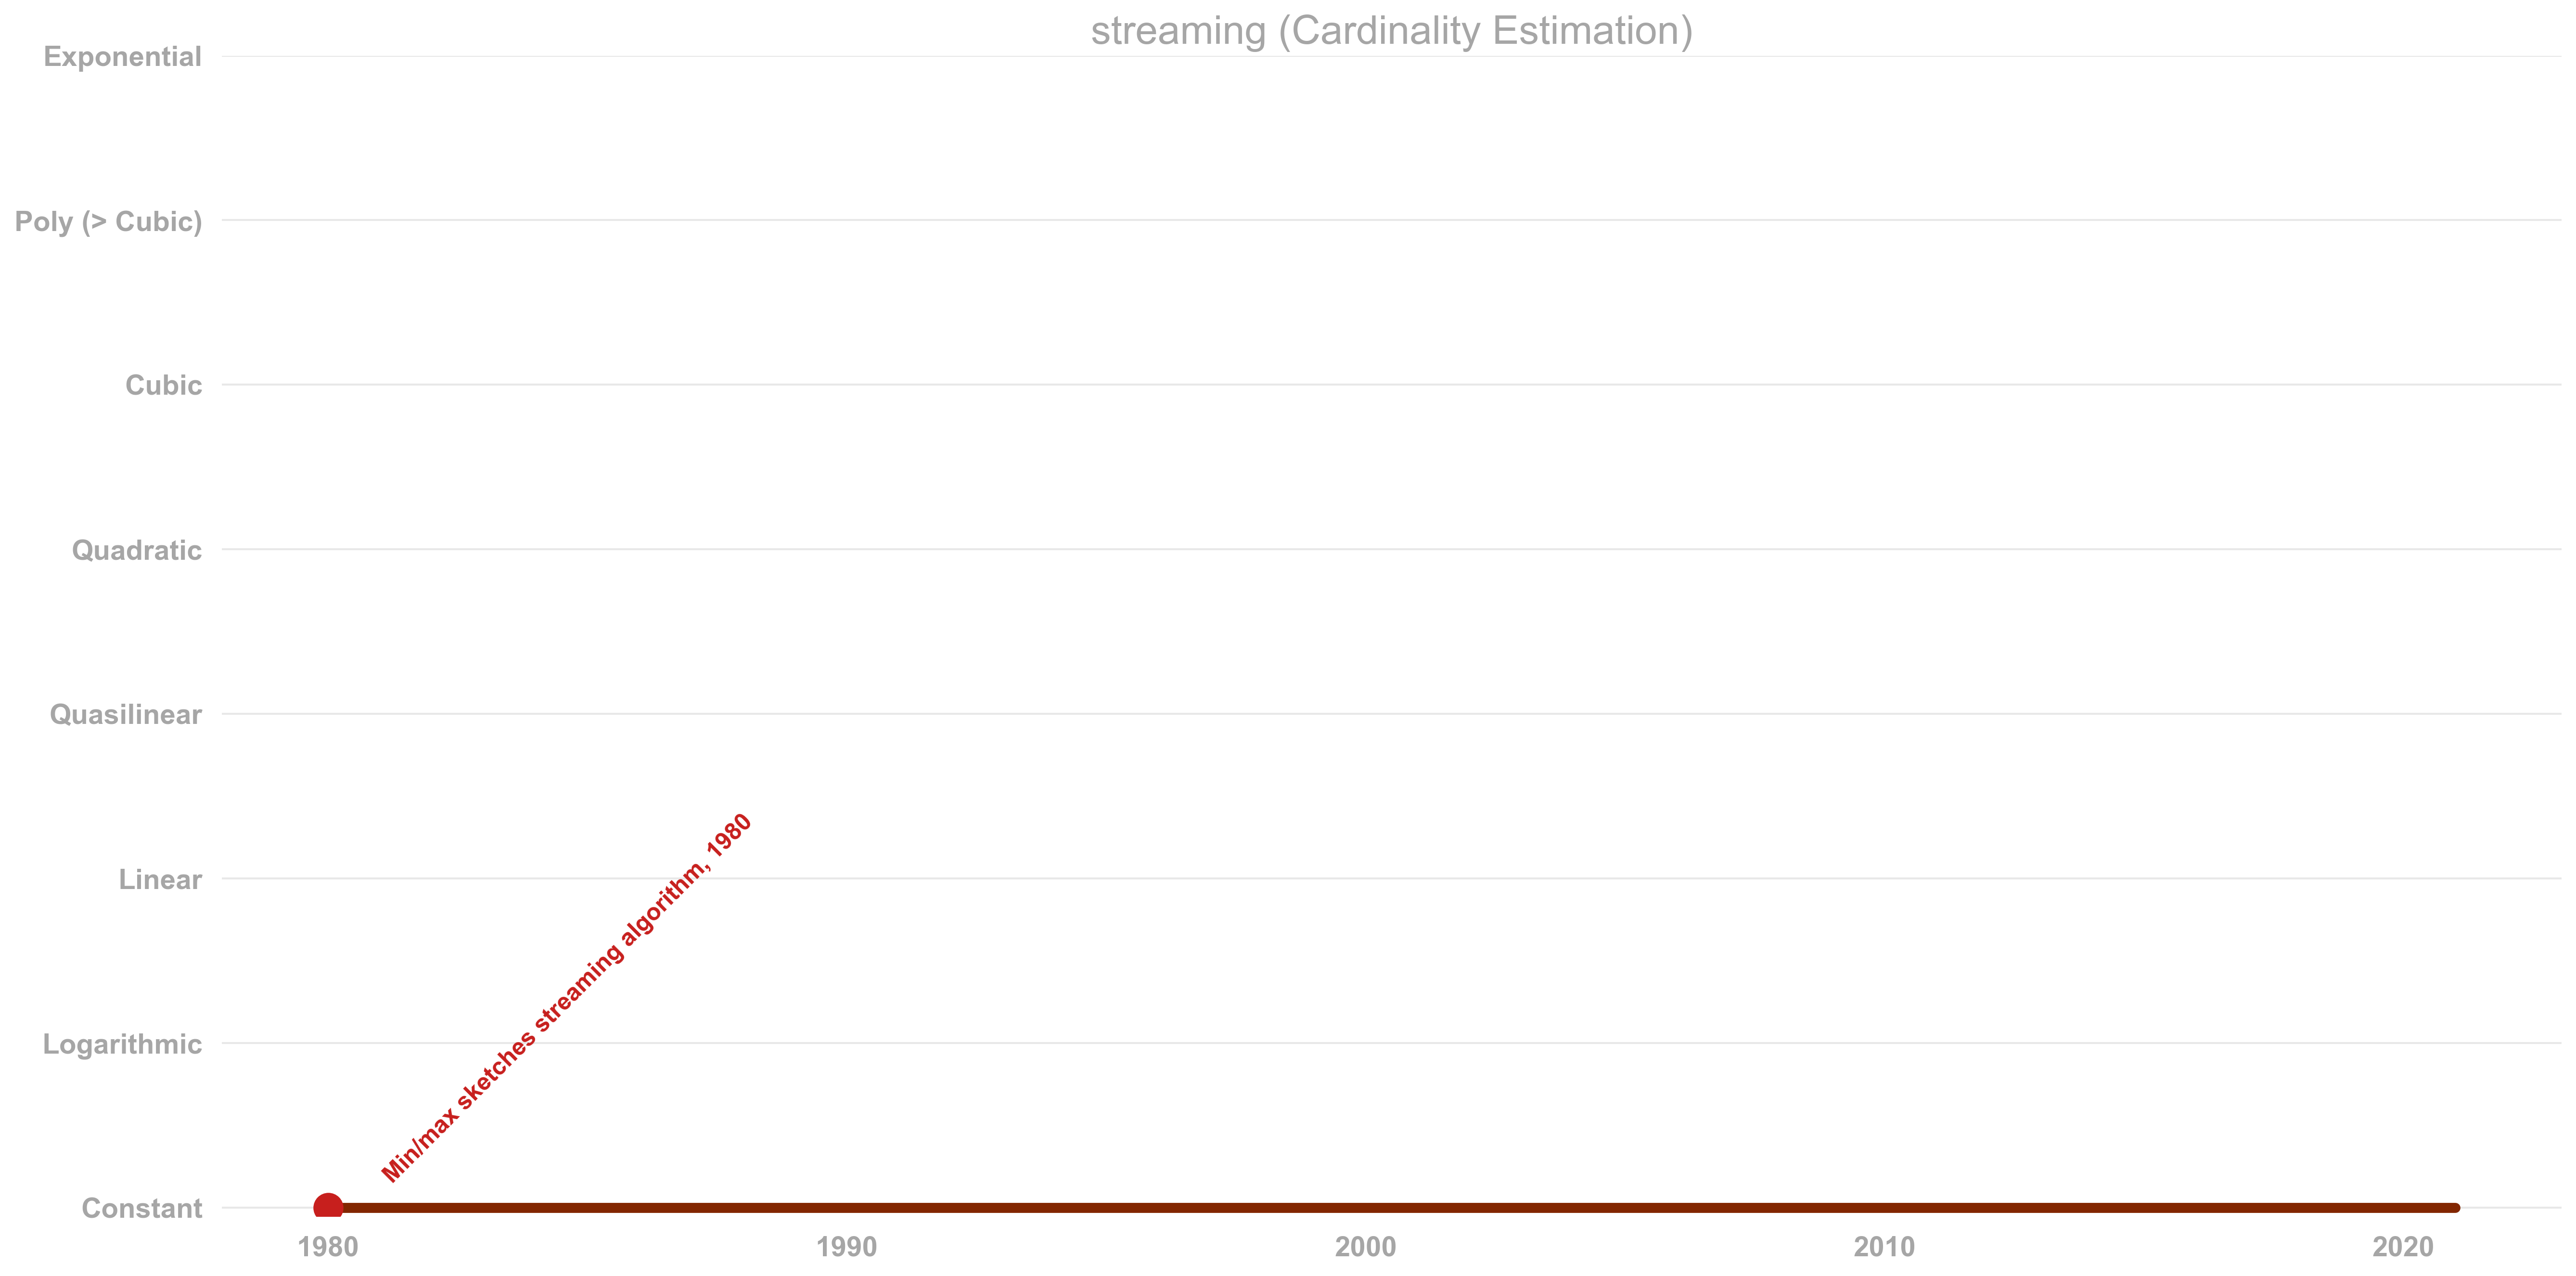 streaming (Cardinality Estimation)
Exponential
Poly (> Cubic)
Cubic
Quadratic
Quasilinear
Linear
Logarithmic
Constant
Min/max sketches streaming algorithm, 1980
1980
1990
2000
2010
2020